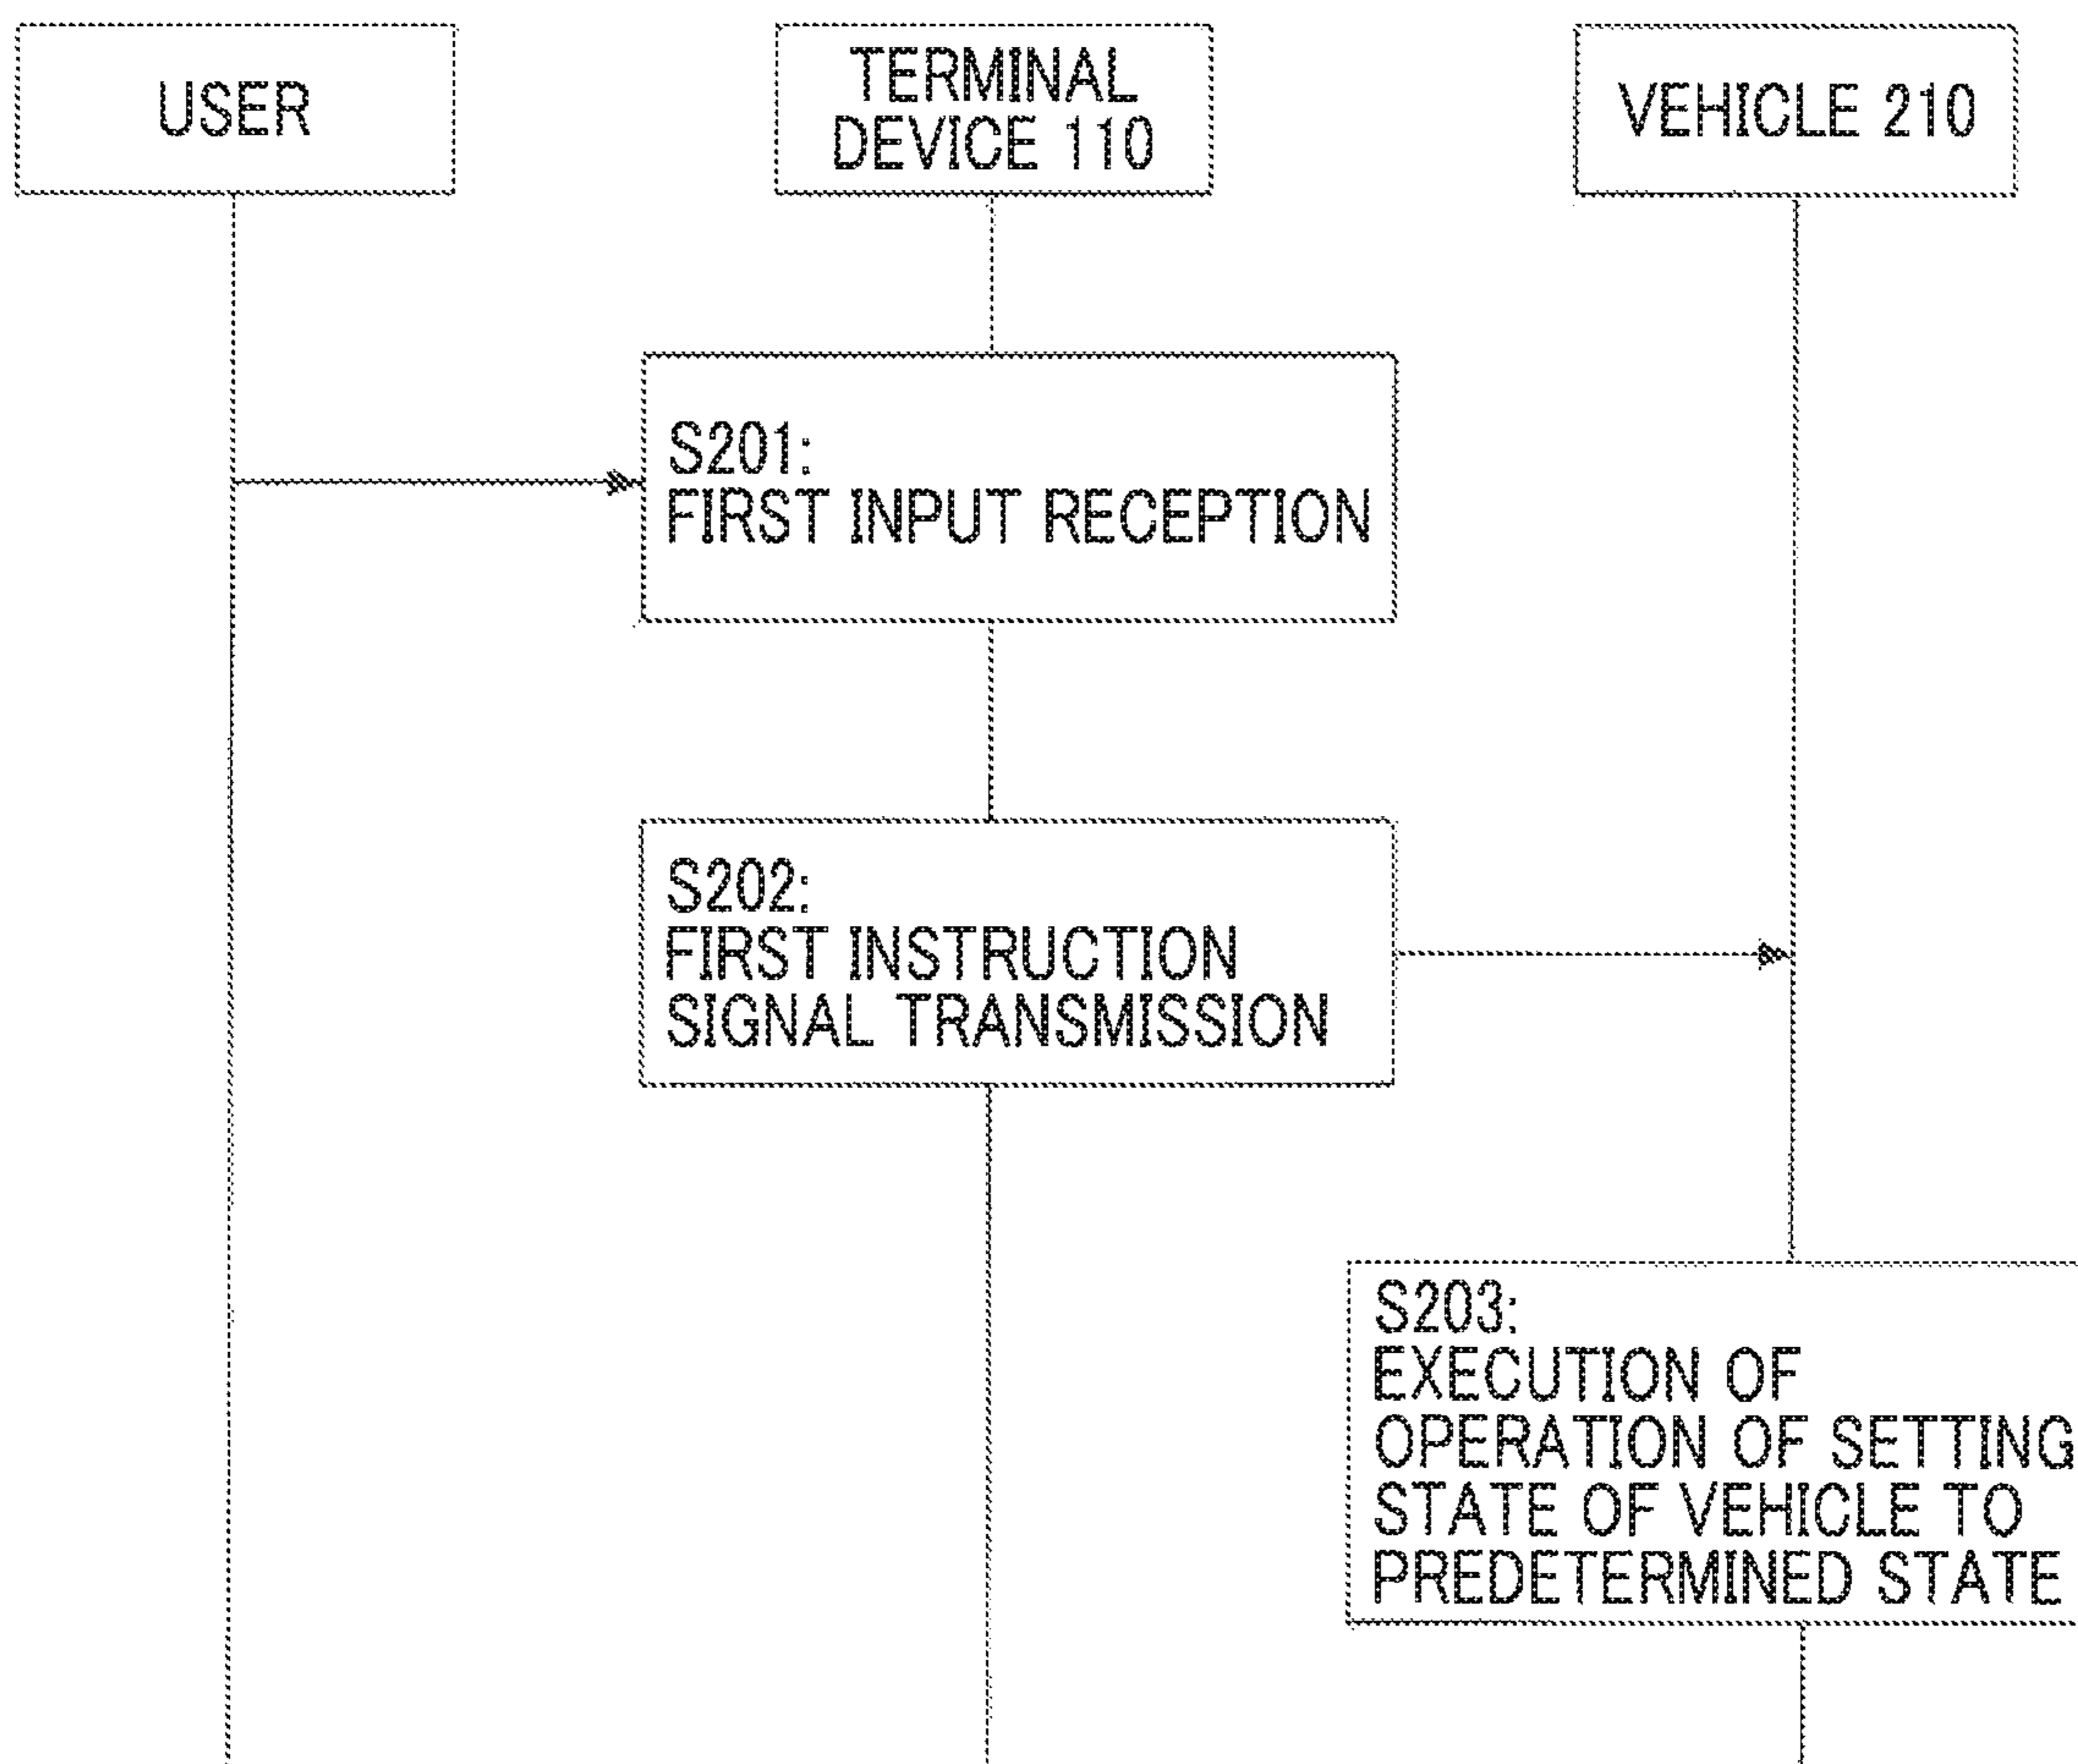 USER
TERMINAL
DEVICE 110
VEHICLE 210
S201:
FIRST INPUT RECEPTION
S202:
FIRST INSTRUCTION
SIGNAL TRANSMISSION
S203:
EXECUTION OF
OPERATION OF SETTING
STATE OF VEHICLE TO
PREDETERMINED STATE